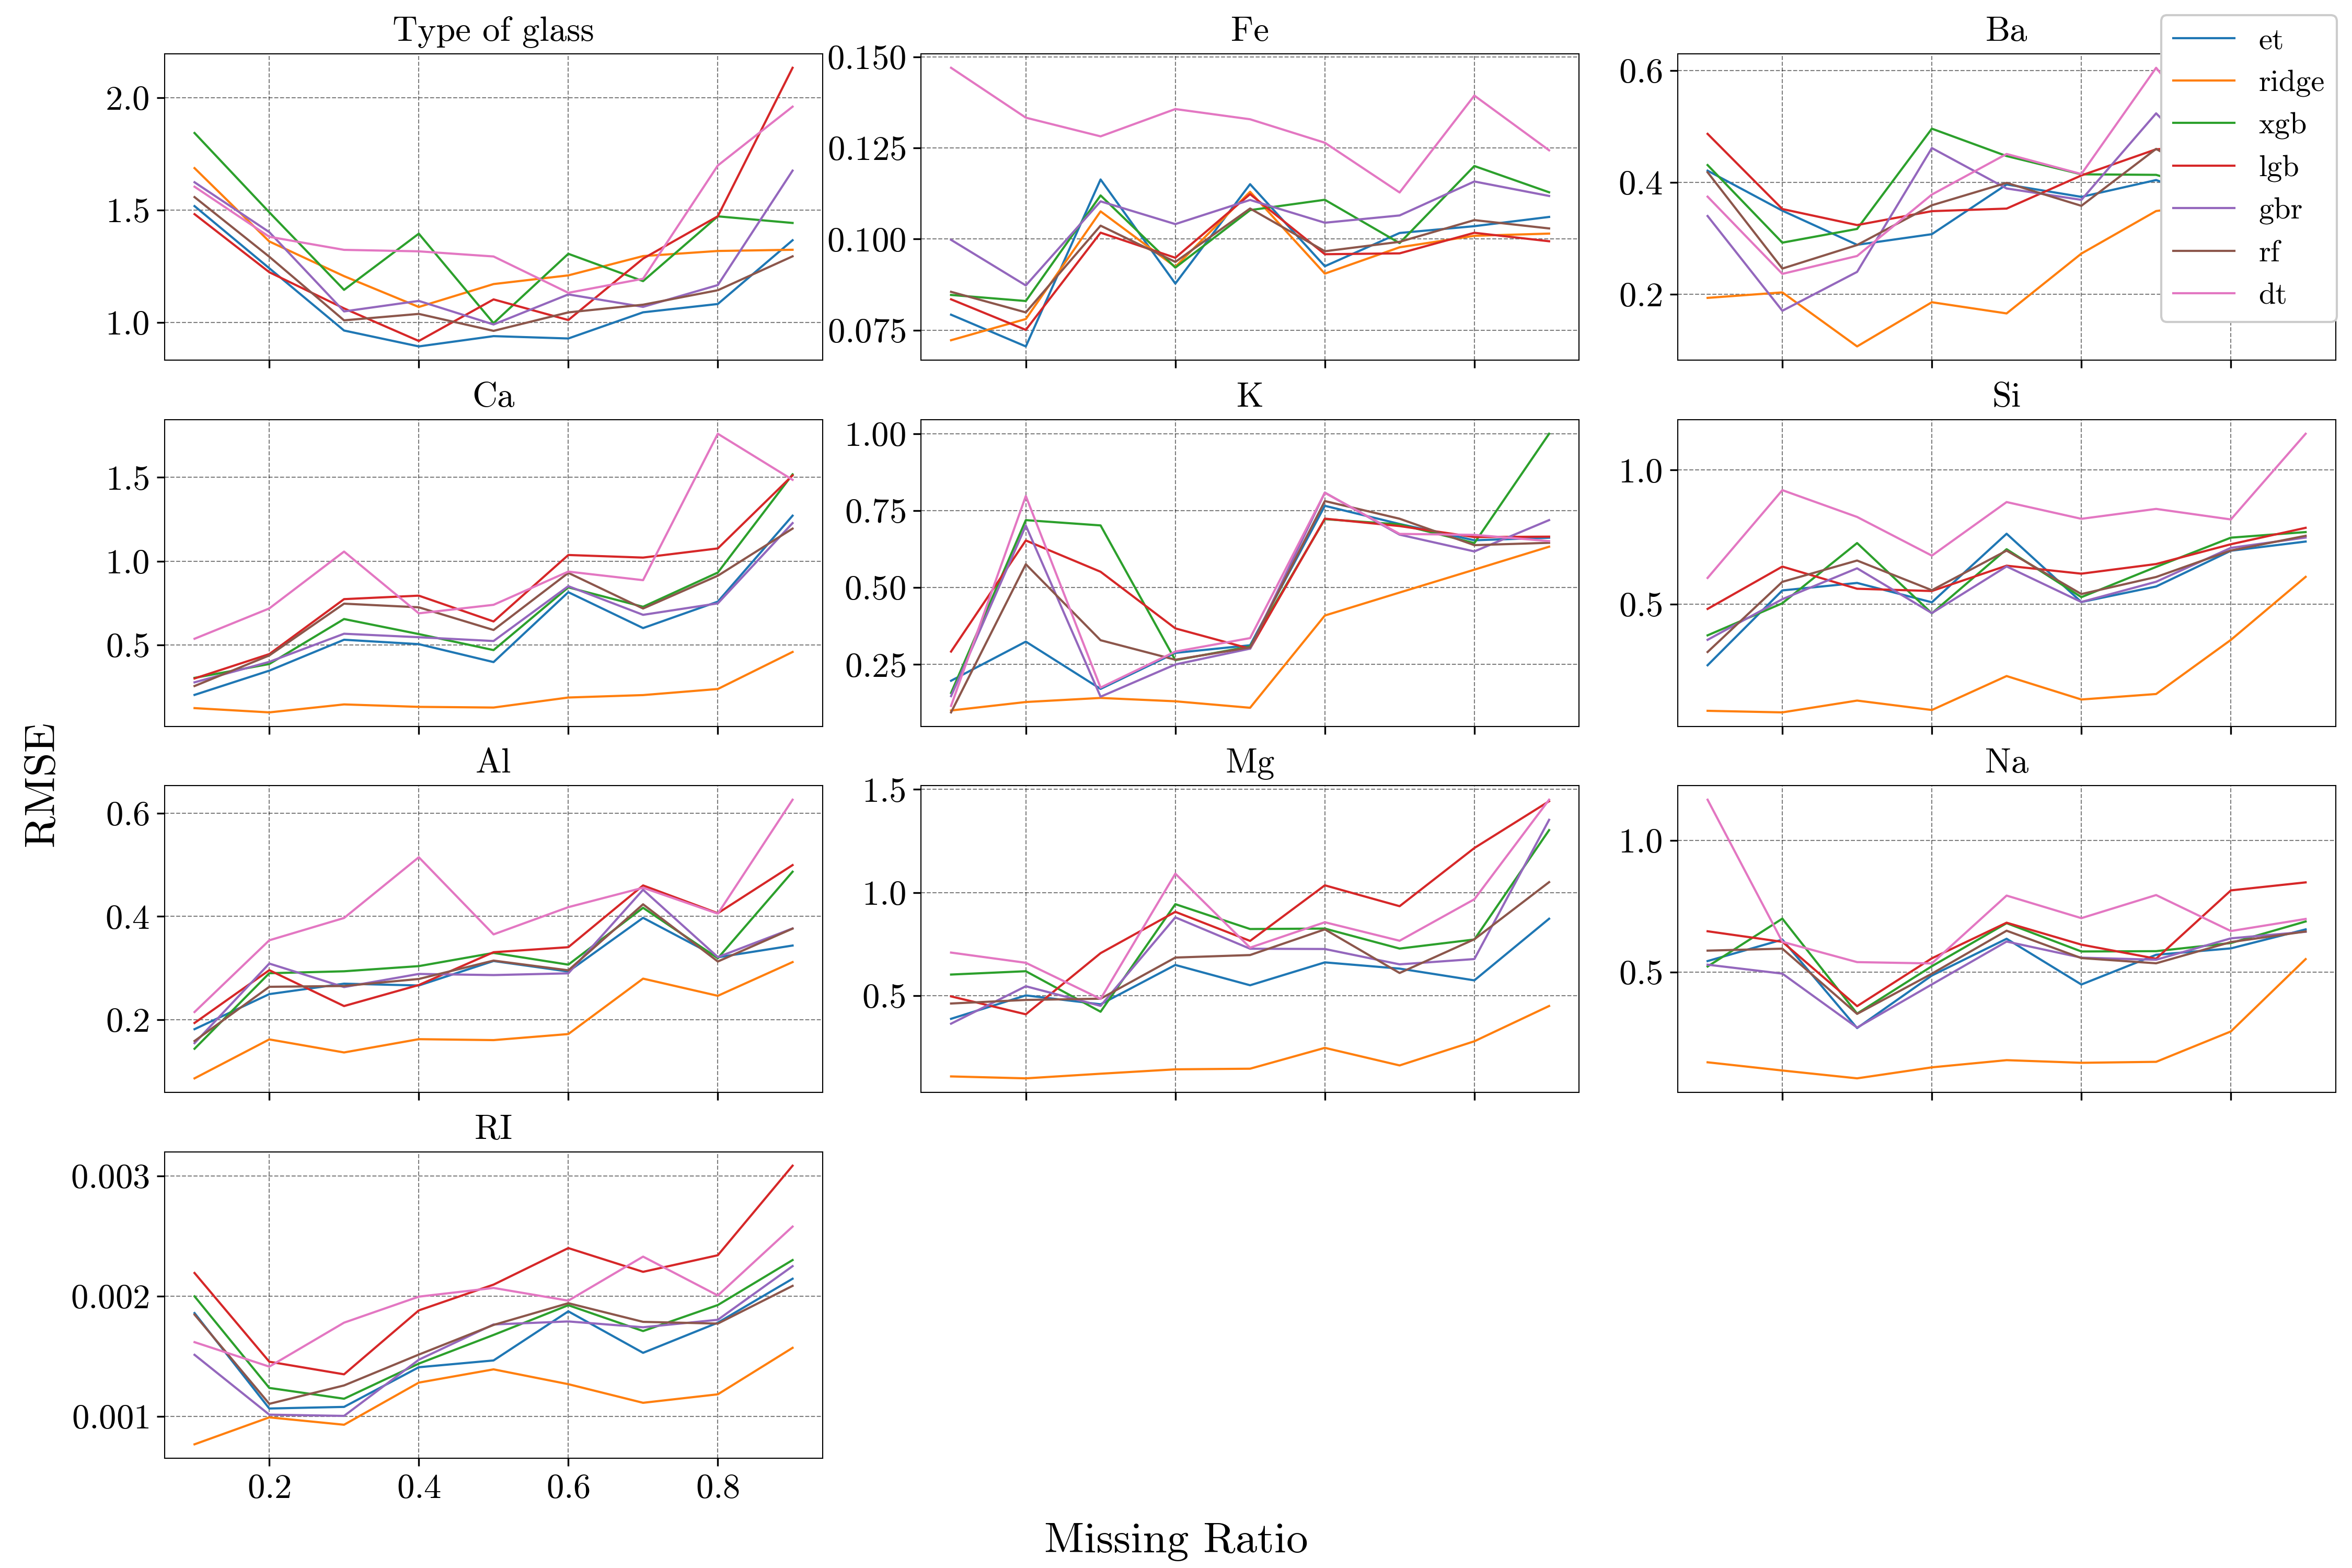 Type of glass
Fe
Ba
2.0
1.5
1.0
0.150
0.125
0.100
0.075
0.6
0.4
0.2
et
ridge
xgb
lgb
gbr
rf
dt
Ca
K
Si
1.5
1.0
0.5
1.00
0.75
0.50
0.25
1.0
0.5
Al
Mg
Na
0.6
0.4
0.2
1.5
1.0
0.5
1.0
0.5
RI
0.003
0.002
0.001
0.2 0.4 0.6 0.8
RMSE
Missing Ratio